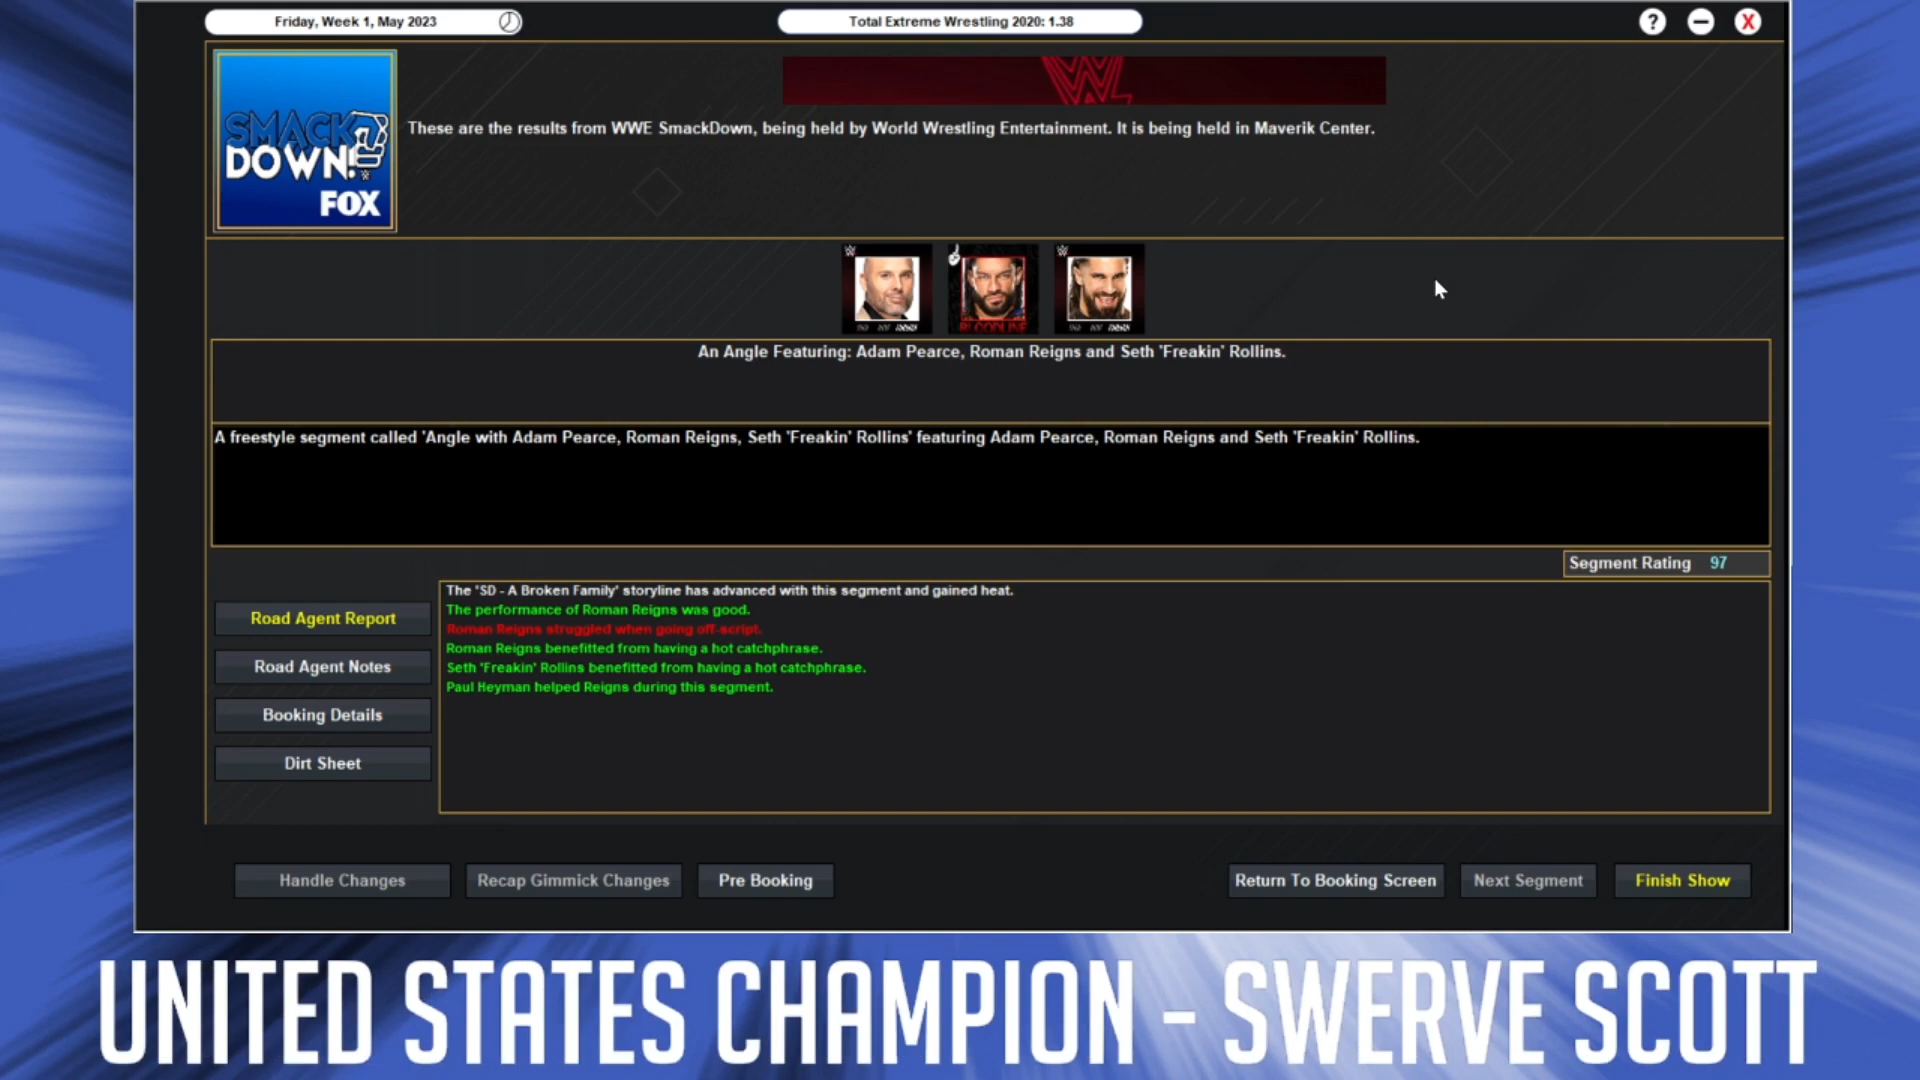 Friday, Week 1, May 2023
Total Extreme Wrestling 2020: 1.38
?
X
SMACK
DOWN!
FOX
These are the results from WWE SmackDown, being held by World Wrestling Entertainment. It is being held in Maverik Center.
BLOODLINE
An Angle Featuring: Adam Pearce, Roman Reigns and Seth 'Freakin' Rollins.
A freestyle segment called 'Angle with Adam Pearce, Roman Reigns, Seth 'Freakin' Rollins' featuring Adam Pearce, Roman Reigns and Seth 'Freakin' Rollins.
Segment Rating 97
Road Agent Report
Road Agent Notes
Booking Details
Dirt Sheet
The 'SD - A Broken Family' storyline has advanced with this segment and gained heat.
The performance of Roman Reigns was good.
Roman Reigns struggled when going off-script.
Roman Reigns benefitted from having a hot catchphrase.
Seth 'Freakin' Rollins benefitted from having a hot catchphrase.
Paul Heyman helped Reigns during this segment.
Handle Changes
Recap Gimmick Changes
Pre Booking
Return To Booking Screen
Next Segment
Finish Show
UNITED STATES CHAMPION - SWERVE SCOTT